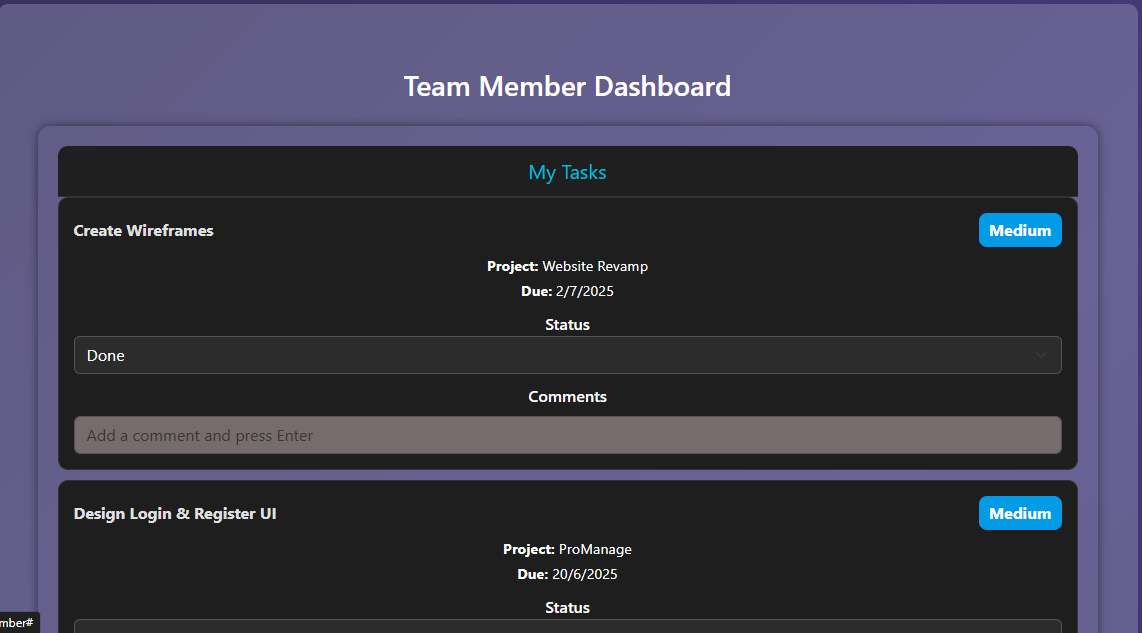 Team Member Dashboard
My Tasks
Create Wireframes
Medium
Project: Website Revamp
Due: 2/7/2025
Status
Done
Comments
Add a comment and press Enter
Design Login & Register UI
Medium
Project: ProManage
Due: 20/6/2025
Status
mber#